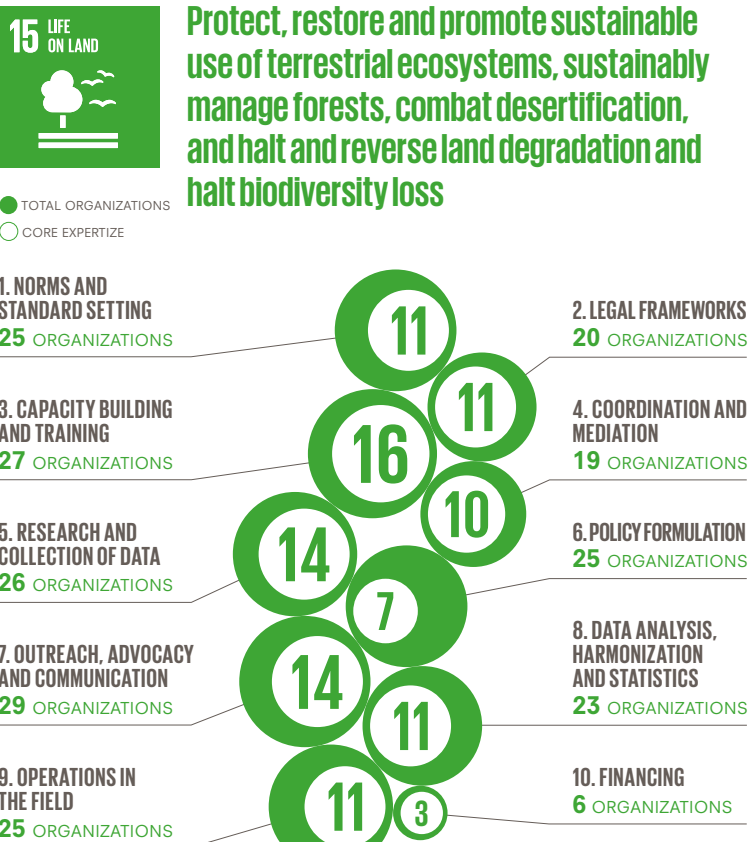 15 LIFE
ON LAND
Protect, restore and promote sustainable
use of terrestrial ecosystems, sustainably
manage forests, combat desertification,
and halt and reverse land degradation and
halt biodiversity loss
TOTAL ORGANIZATIONS
CORE EXPERTIZE
1. NORMS AND
STANDARD SETTING
25 ORGANIZATIONS
11
2. LEGAL FRAMEWORKS
20 ORGANIZATIONS
11
3. CAPACITY BUILDING
AND TRAINING
27 ORGANIZATIONS
16
4. COORDINATION AND
MEDIATION
19 ORGANIZATIONS
10
5. RESEARCH AND
COLLECTION OF DATA
26 ORGANIZATIONS
14
6. POLICY FORMULATION
25 ORGANIZATIONS
7
7. OUTREACH, ADVOCACY
AND COMMUNICATION
29 ORGANIZATIONS
14
8. DATA ANALYSIS,
HARMONIZATION
AND STATISTICS
23 ORGANIZATIONS
11
9. OPERATIONS IN
THE FIELD
25 ORGANIZATIONS
11
10. FINANCING
6 ORGANIZATIONS
3